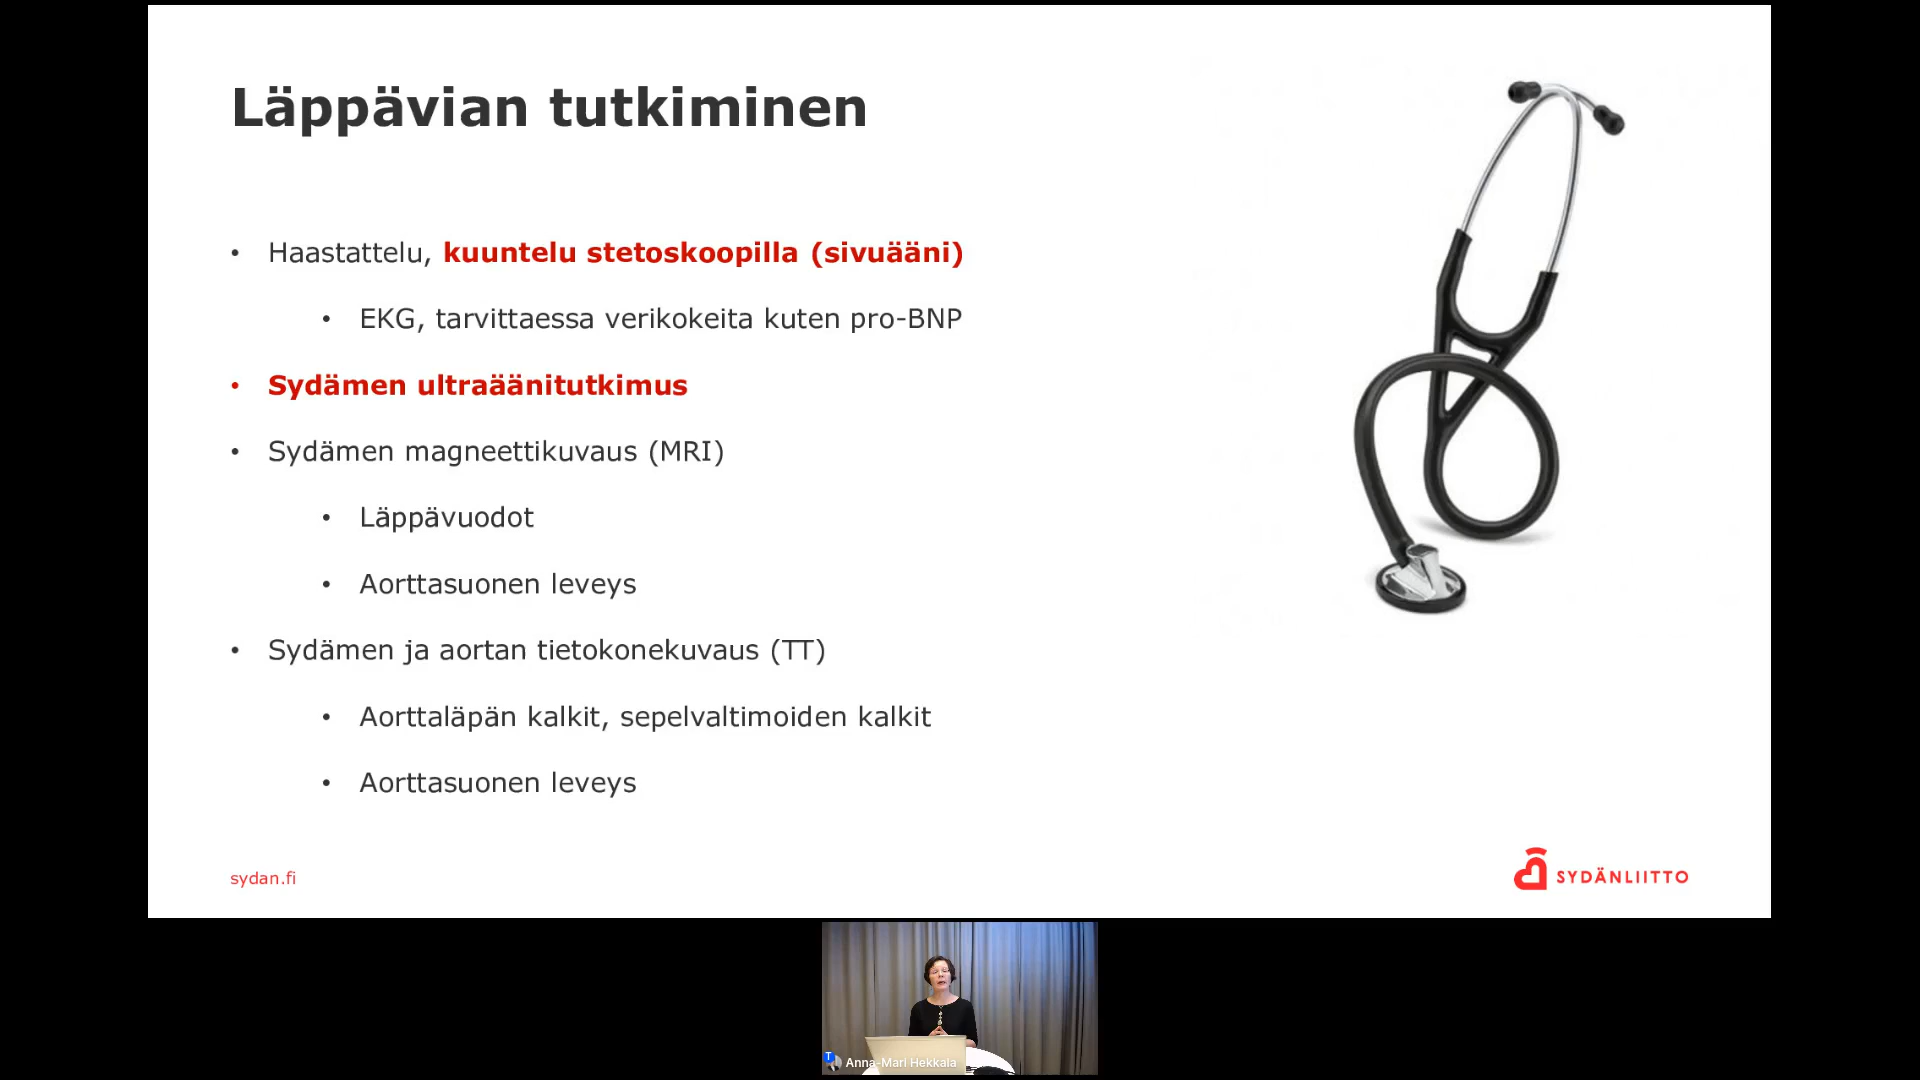 Läppävian tutkiminen
• Haastattelu, kuuntelu stetoskoopilla (sivuääni)
• EKG, tarvittaessa verikokeita kuten pro-BNP
• Sydämen ultraäänitutkimus
• Sydämen magneettikuvaus (MRI)
• Läppävuodot
• Aorttasuonen leveys
• Sydämen ja aortan tietokonekuvaus (TT)
• Aorttaläpän kalkit, sepelvaltimoiden kalkit
• Aorttasuonen leveys
sydan.fi
SYDÄNLIITTO
T
Anna-Mari Hekkala